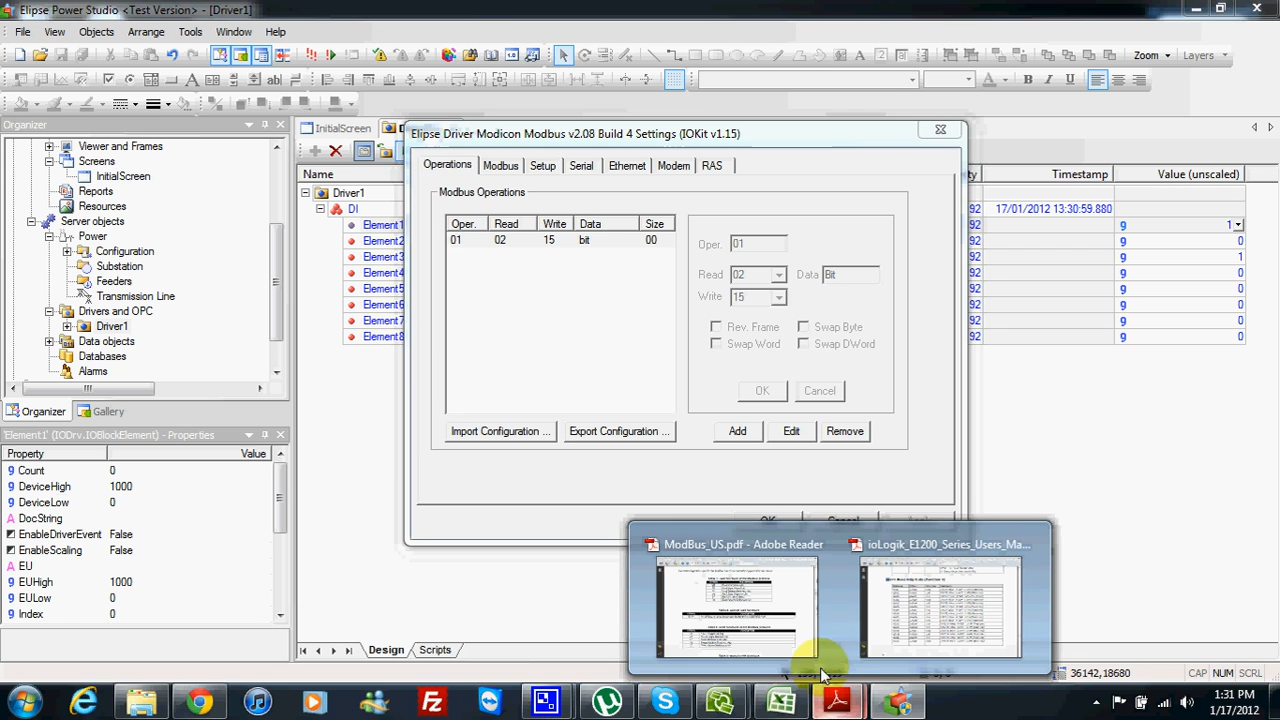 Elipse Power Studio <Test Version> - [Driver1]
File View Objects Arrange Tools Window Help
Zoom Layers
B I U
Organizer
Viewer and Frames
Screens
InitialScreen
Reports
Resources
Server objects
Power
Configuration
Substation
Feeders
Transmission Line
Drivers and OPC
Driver1
Data objects
Databases
Alarms
Organizer Gallery
'Element1' (IODrv.IOBlockElement) - Properties
Property Value
Count 0
DeviceHigh 1000
DeviceLow 0
DocString
EnableDriverEvent False
EnableScaling False
EU
EUHigh 1000
EULow 0
Index 0
InitialScreen
Name Timestamp Value (unscaled)
Driver1
DI 17/01/2012 13:30:59.880
Element1 92 1
Element2 92 0
Element3 92 1
Element4 92 0
Element5 92 0
Element6 92 0
Element7 92 0
Element8 92 0
Elipse Driver Modicon Modbus v2.08 Build 4 Settings (IOKit v1.15)
Operations Modbus Setup Serial Ethernet Modem RAS
Modbus Operations
Oper. Read Write Data Size
01 02 15 bit 00
Oper. 01
Read 02 Data Bit
Write 15
Rev. Frame Swap Byte
Swap Word Swap DWord
OK Cancel
Import Configuration ... Export Configuration ... Add Edit Remove
ModBus_US.pdf - Adobe Reader ioLogik_E1200_Series_Users_Ma...
Design Scripts
36142,18680 CAP NUM SCRL
1:31 PM
1/17/2012